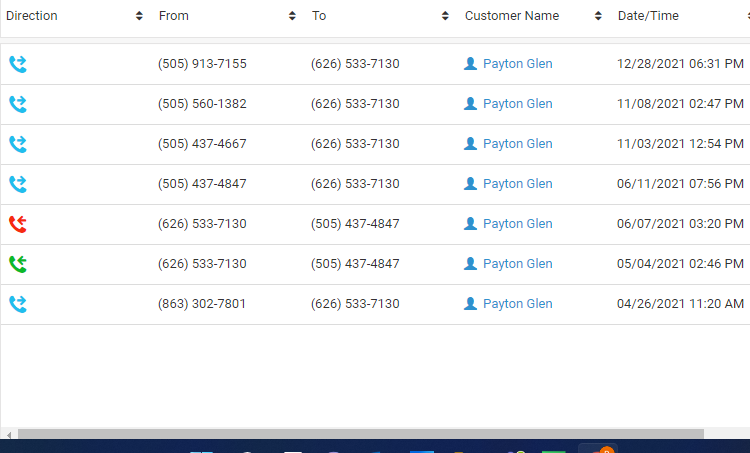 Direction From To Customer Name Date/Time
(505) 913-7155 (626) 533-7130 Payton Glen 12/28/2021 06:31 PM
(505) 560-1382 (626) 533-7130 Payton Glen 11/08/2021 02:47 PM
(505) 437-4667 (626) 533-7130 Payton Glen 11/03/2021 12:54 PM
(505) 437-4847 (626) 533-7130 Payton Glen 06/11/2021 07:56 PM
(626) 533-7130 (505) 437-4847 Payton Glen 06/07/2021 03:20 PM
(626) 533-7130 (505) 437-4847 Payton Glen 05/04/2021 02:46 PM
(863) 302-7801 (626) 533-7130 Payton Glen 04/26/2021 11:20 AM